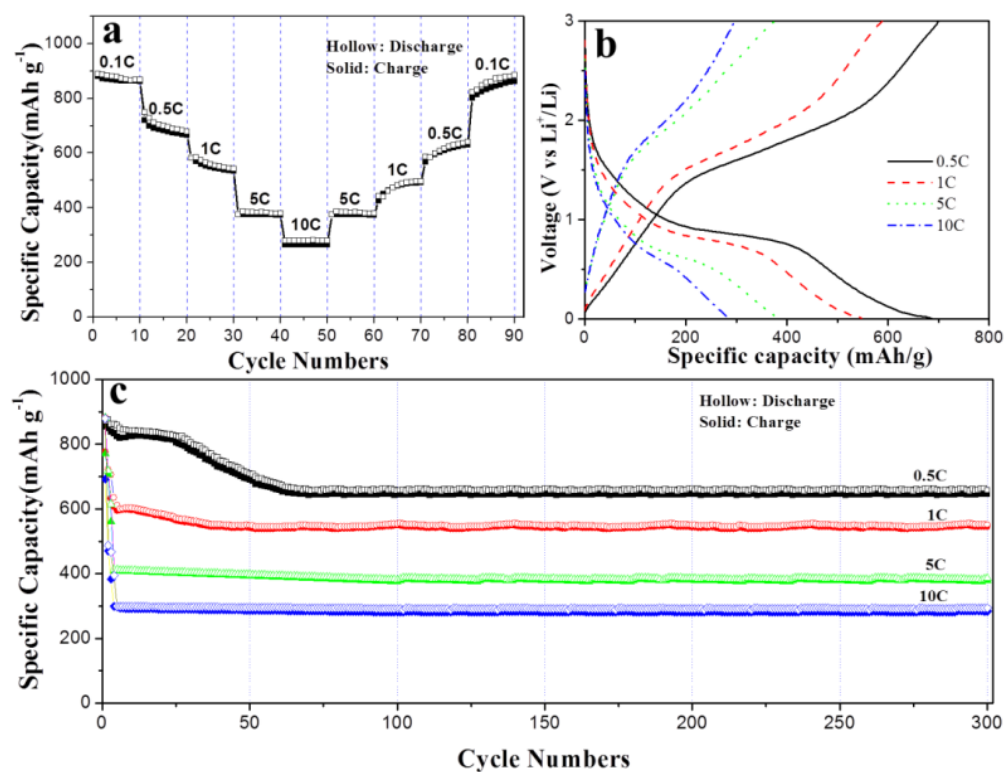 a
Hollow: Discharge
Solid: Charge
0.1C
0.5C
1C
5C
10C
5C
1C
0.5C
0.1C
1000
800
600
400
200
0
0 10 20 30 40 50 60 70 80 90
Specific Capacity(mAh g-1)
Cycle Numbers
b
3
2
1
0
0 200 400 600 800
Voltage (V vs Li+/Li)
Specific capacity (mAh/g)
0.5C
1C
5C
10C
c
Hollow: Discharge
Solid: Charge
0.5C
1C
5C
10C
1000
800
600
400
200
0
0 50 100 150 200 250 300
Specific Capacity(mAh g-1)
Cycle Numbers